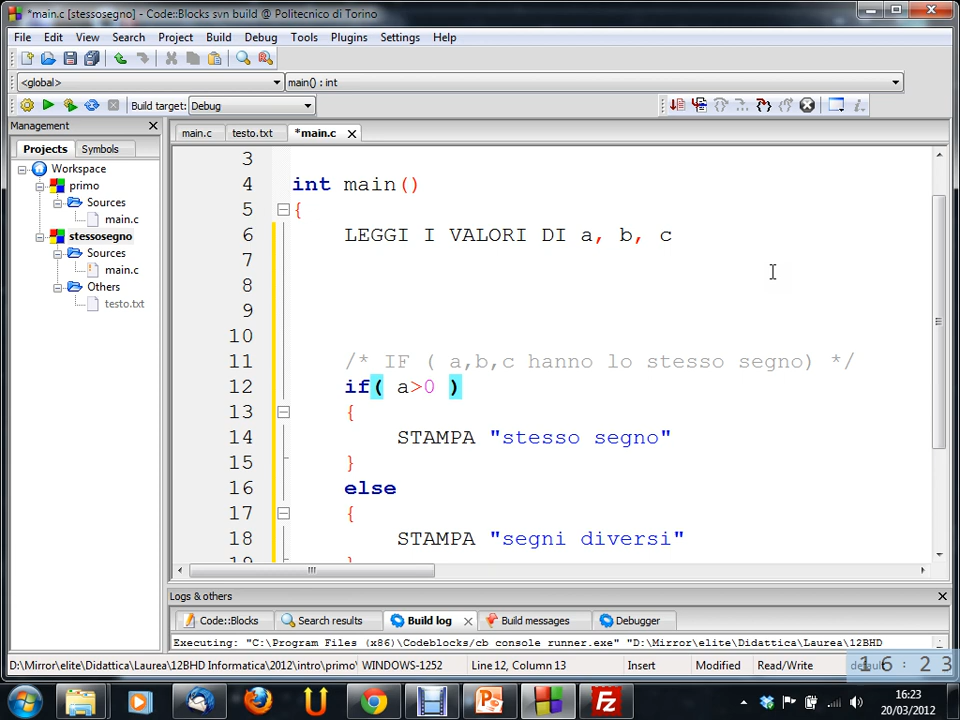 *main.c [stessosegno] - Code::Blocks svn build @ Politecnico di Torino
File Edit View Search Project Build Debug Tools Plugins Settings Help
<global> main() : int
Build target: Debug
Management
Projects Symbols
Workspace
primo
Sources
main.c
stessosegno
Sources
main.c
Others
testo.txt
main.c testo.txt *main.c
3
4 int main()
5 {
6 LEGGI I VALORI DI a, b, c
7
8
9
10
11 /* IF ( a,b,c hanno lo stesso segno) */
12 if( a>0 )
13 {
14 STAMPA "stesso segno"
15 }
16 else
17 {
18 STAMPA "segni diversi"
19 }
Logs & others
Code::Blocks Search results Build log Build messages Debugger
Executing: "C:\Program Files (x86)\Codeblocks/cb_console_runner.exe" "D:\Mirror\elite\Didattica\Laurea\12BHD
D:\Mirror\elite\Didattica\Laurea\12BHD Informatica\2012\intro\primo\ WINDOWS-1252 Line 12, Column 13 Insert Modified Read/Write default
16:23
16:23
20/03/2012